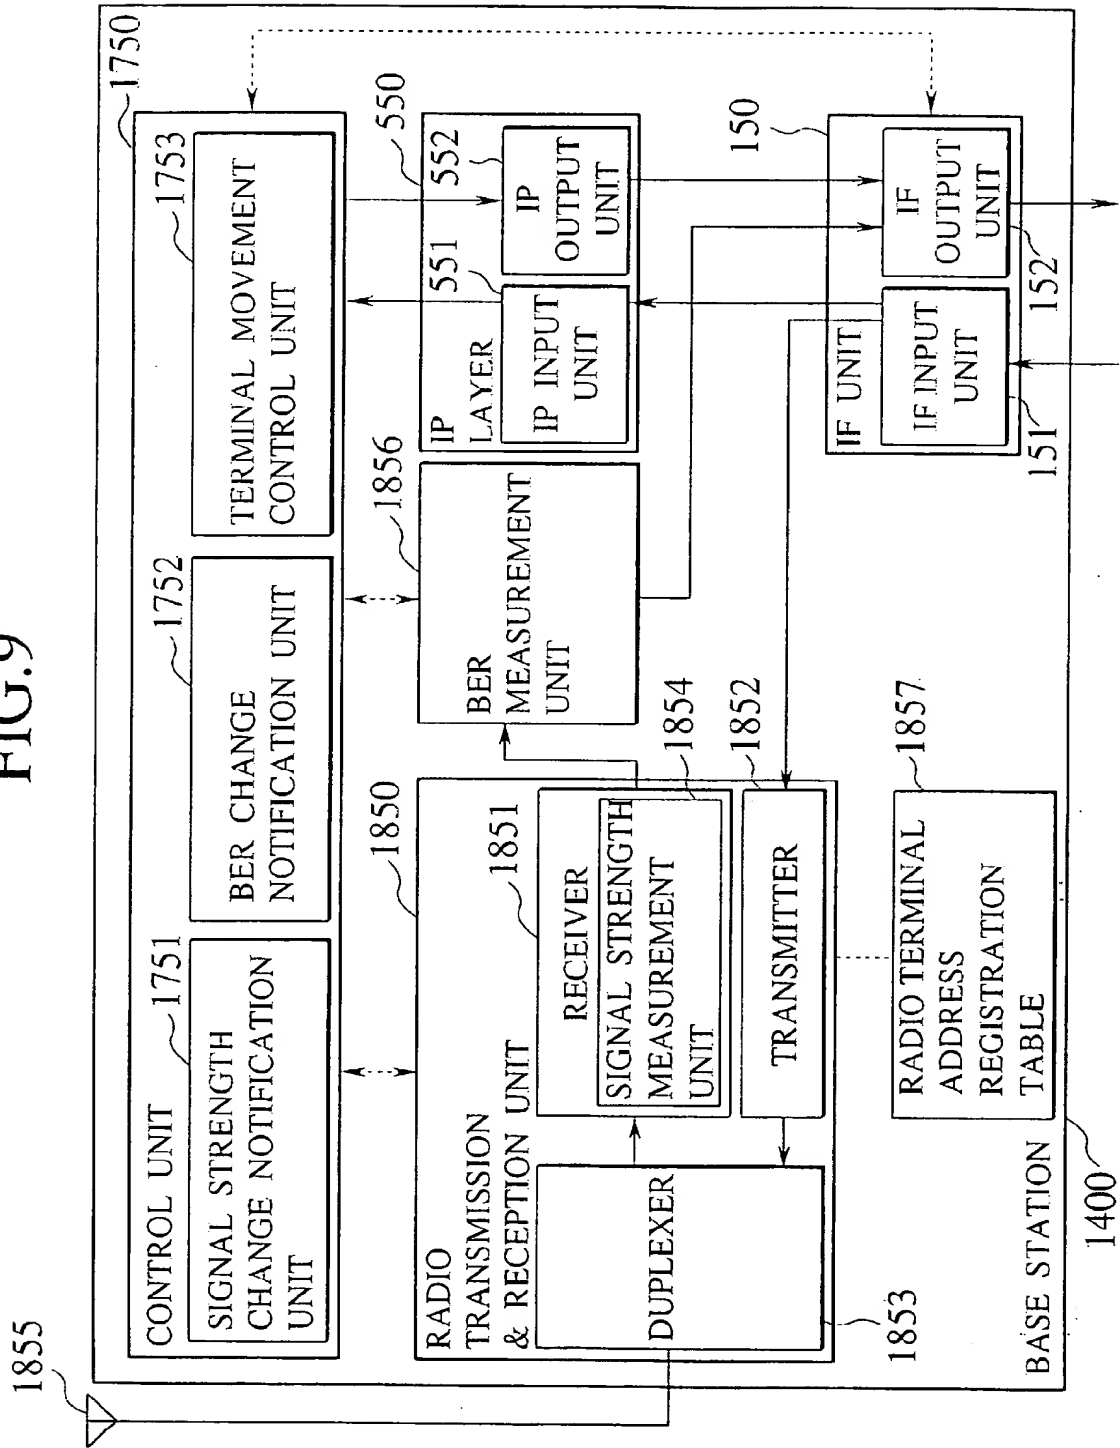 FIG.9
1855
CONTROL UNIT
1750
SIGNAL STRENGTH
CHANGE NOTIFICATION
UNIT
1751
BER CHANGE
NOTIFICATION UNIT
1752
TERMINAL MOVEMENT
CONTROL UNIT
1753
RADIO
TRANSMISSION
& RECEPTION UNIT
1850
DUPLEXER
1853
RECEIVER
1851
SIGNAL STRENGTH
MEASUREMENT
UNIT
1854
TRANSMITTER
1852
BER
MEASUREMENT
UNIT
1856
IP
LAYER
550
IP INPUT
UNIT
551
IP
OUTPUT
UNIT
552
RADIO TERMINAL
ADDRESS
REGISTRATION
TABLE
1857
IF UNIT
150
IF INPUT
UNIT
151
IF
OUTPUT
UNIT
152
BASE STATION
1400